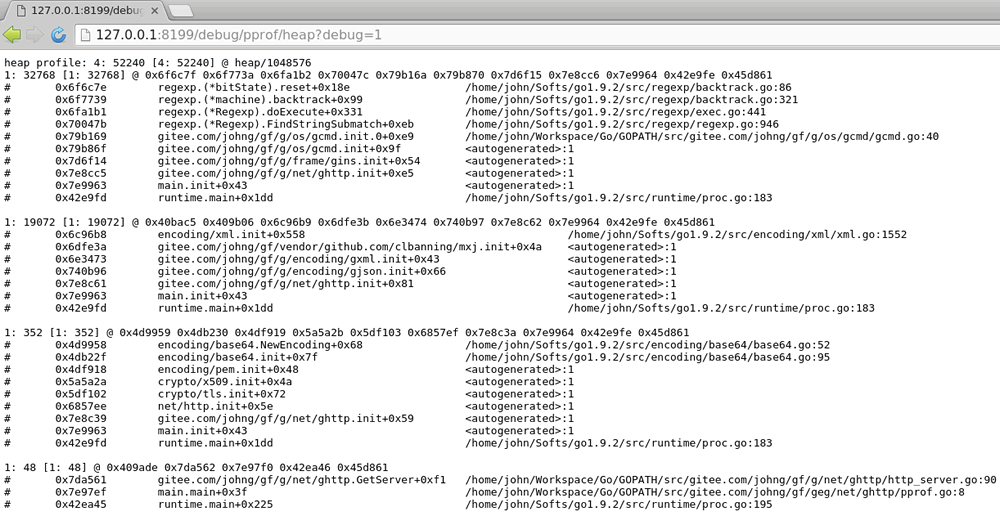 127.0.0.1:8199/debug
127.0.0.1:8199/debug/pprof/heap?debug=1
heap profile: 4: 52240 [4: 52240] @ heap/1048576
1: 32768 [1: 32768] @ 0x6f6c7f 0x6f773a 0x6fa1b2 0x70047c 0x79b16a 0x79b870 0x7d6f15 0x7e8cc6 0x7e9964 0x42e9fe 0x45d861
# 0x6f6c7e regexp.(*bitState).reset+0x18e /home/john/Softs/go1.9.2/src/regexp/backtrack.go:86
# 0x6f7739 regexp.(*machine).backtrack+0x99 /home/john/Softs/go1.9.2/src/regexp/backtrack.go:321
# 0x6fa1b1 regexp.(*Regexp).doExecute+0x331 /home/john/Softs/go1.9.2/src/regexp/exec.go:441
# 0x70047b regexp.(*Regexp).FindStringSubmatch+0xeb /home/john/Softs/go1.9.2/src/regexp/regexp.go:946
# 0x79b169 gitee.com/johng/gf/g/os/gcmd.init.0+0xe9 /home/john/Workspace/Go/GOPATH/src/gitee.com/johng/gf/g/os/gcmd/gcmd.go:40
# 0x79b86f gitee.com/johng/gf/g/os/gcmd.init+0x9f <autogenerated>:1
# 0x7d6f14 gitee.com/johng/gf/g/frame/gins.init+0x54 <autogenerated>:1
# 0x7e8cc5 gitee.com/johng/gf/g/net/ghttp.init+0xe5 <autogenerated>:1
# 0x7e9963 main.init+0x43 <autogenerated>:1
# 0x42e9fd runtime.main+0x1dd /home/john/Softs/go1.9.2/src/runtime/proc.go:183
1: 19072 [1: 19072] @ 0x40bac5 0x409b06 0x6c96b9 0x6dfe3b 0x6e3474 0x740b97 0x7e8c62 0x7e9964 0x42e9fe 0x45d861
# 0x6c96b8 encoding/xml.init+0x558 /home/john/Softs/go1.9.2/src/encoding/xml/xml.go:1552
# 0x6dfe3a gitee.com/johng/gf/vendor/github.com/clbanning/mxj.init+0x4a <autogenerated>:1
# 0x6e3473 gitee.com/johng/gf/g/encoding/gxml.init+0x43 <autogenerated>:1
# 0x740b96 gitee.com/johng/gf/g/encoding/gjson.init+0x66 <autogenerated>:1
# 0x7e8c61 gitee.com/johng/gf/g/net/ghttp.init+0x81 <autogenerated>:1
# 0x7e9963 main.init+0x43 <autogenerated>:1
# 0x42e9fd runtime.main+0x1dd /home/john/Softs/go1.9.2/src/runtime/proc.go:183
1: 352 [1: 352] @ 0x4d9959 0x4db230 0x4df919 0x5a5a2b 0x5df103 0x6857ef 0x7e8c3a 0x7e9964 0x42e9fe 0x45d861
# 0x4d9958 encoding/base64.NewEncoding+0x68 /home/john/Softs/go1.9.2/src/encoding/base64/base64.go:52
# 0x4db22f encoding/base64.init+0x7f /home/john/Softs/go1.9.2/src/encoding/base64/base64.go:95
# 0x4df918 encoding/pem.init+0x48 <autogenerated>:1
# 0x5a5a2a crypto/x509.init+0x4a <autogenerated>:1
# 0x5df102 crypto/tls.init+0x72 <autogenerated>:1
# 0x6857ee net/http.init+0x5e <autogenerated>:1
# 0x7e8c39 gitee.com/johng/gf/g/net/ghttp.init+0x59 <autogenerated>:1
# 0x7e9963 main.init+0x43 <autogenerated>:1
# 0x42e9fd runtime.main+0x1dd /home/john/Softs/go1.9.2/src/runtime/proc.go:183
1: 48 [1: 48] @ 0x409ade 0x7da562 0x7e97f0 0x42ea46 0x45d861
# 0x7da561 gitee.com/johng/gf/g/net/ghttp.GetServer+0xf1 /home/john/Workspace/Go/GOPATH/src/gitee.com/johng/gf/g/net/ghttp/http_server.go:90
# 0x7e97ef main.main+0x3f /home/john/Workspace/Go/GOPATH/src/gitee.com/johng/gf/geg/net/ghttp/pprof.go:8
# 0x42ea45 runtime.main+0x225 /home/john/Softs/go1.9.2/src/runtime/proc.go:195